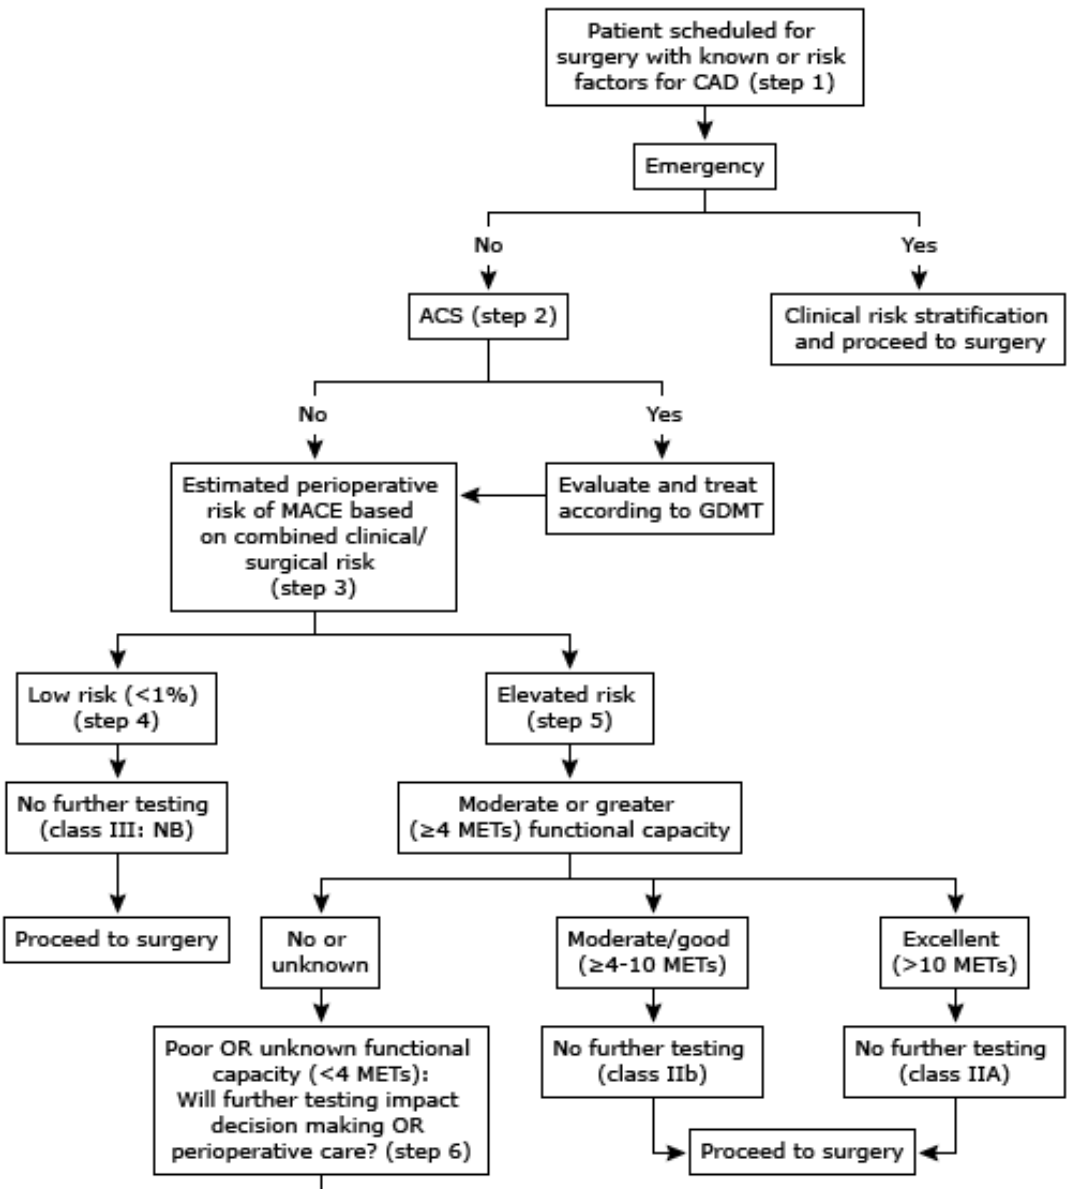 Patient scheduled for
surgery with known or risk
factors for CAD (step 1)
Emergency
No
Yes
ACS (step 2)
Clinical risk stratification
and proceed to surgery
No
Yes
Estimated perioperative
risk of MACE based
on combined clinical/
surgical risk
(step 3)
Evaluate and treat
according to GDMT
Low risk (<1%)
(step 4)
Elevated risk
(step 5)
No further testing
(class III: NB)
Moderate or greater
(≥4 METs) functional capacity
Proceed to surgery
No or
unknown
Moderate/good
(≥4-10 METs)
Excellent
(>10 METs)
Poor OR unknown functional
capacity (<4 METs):
Will further testing impact
decision making OR
perioperative care? (step 6)
No further testing
(class IIb)
No further testing
(class IIA)
Proceed to surgery